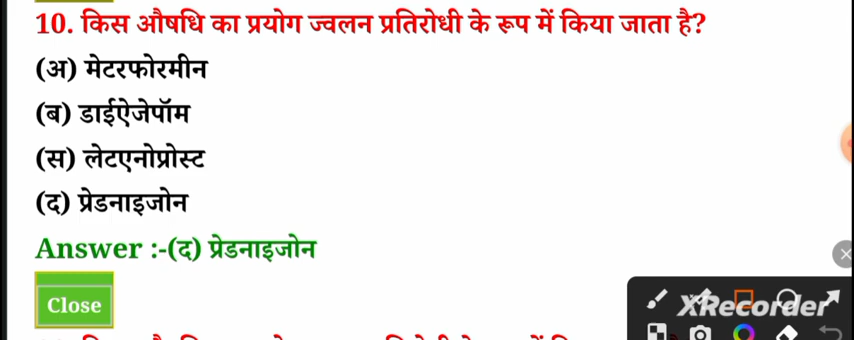 10. किस औषधि का प्रयोग ज्वलन प्रतिरोधी के रूप में किया जाता है?
(अ) मेटरफोरमीन
(ब) डाईऐजेपॉम
(स) लेटएनोप्रोस्ट
(द) प्रेडनाइजोन
Answer :-(द) प्रेडनाइजोन
Close
XRecorder